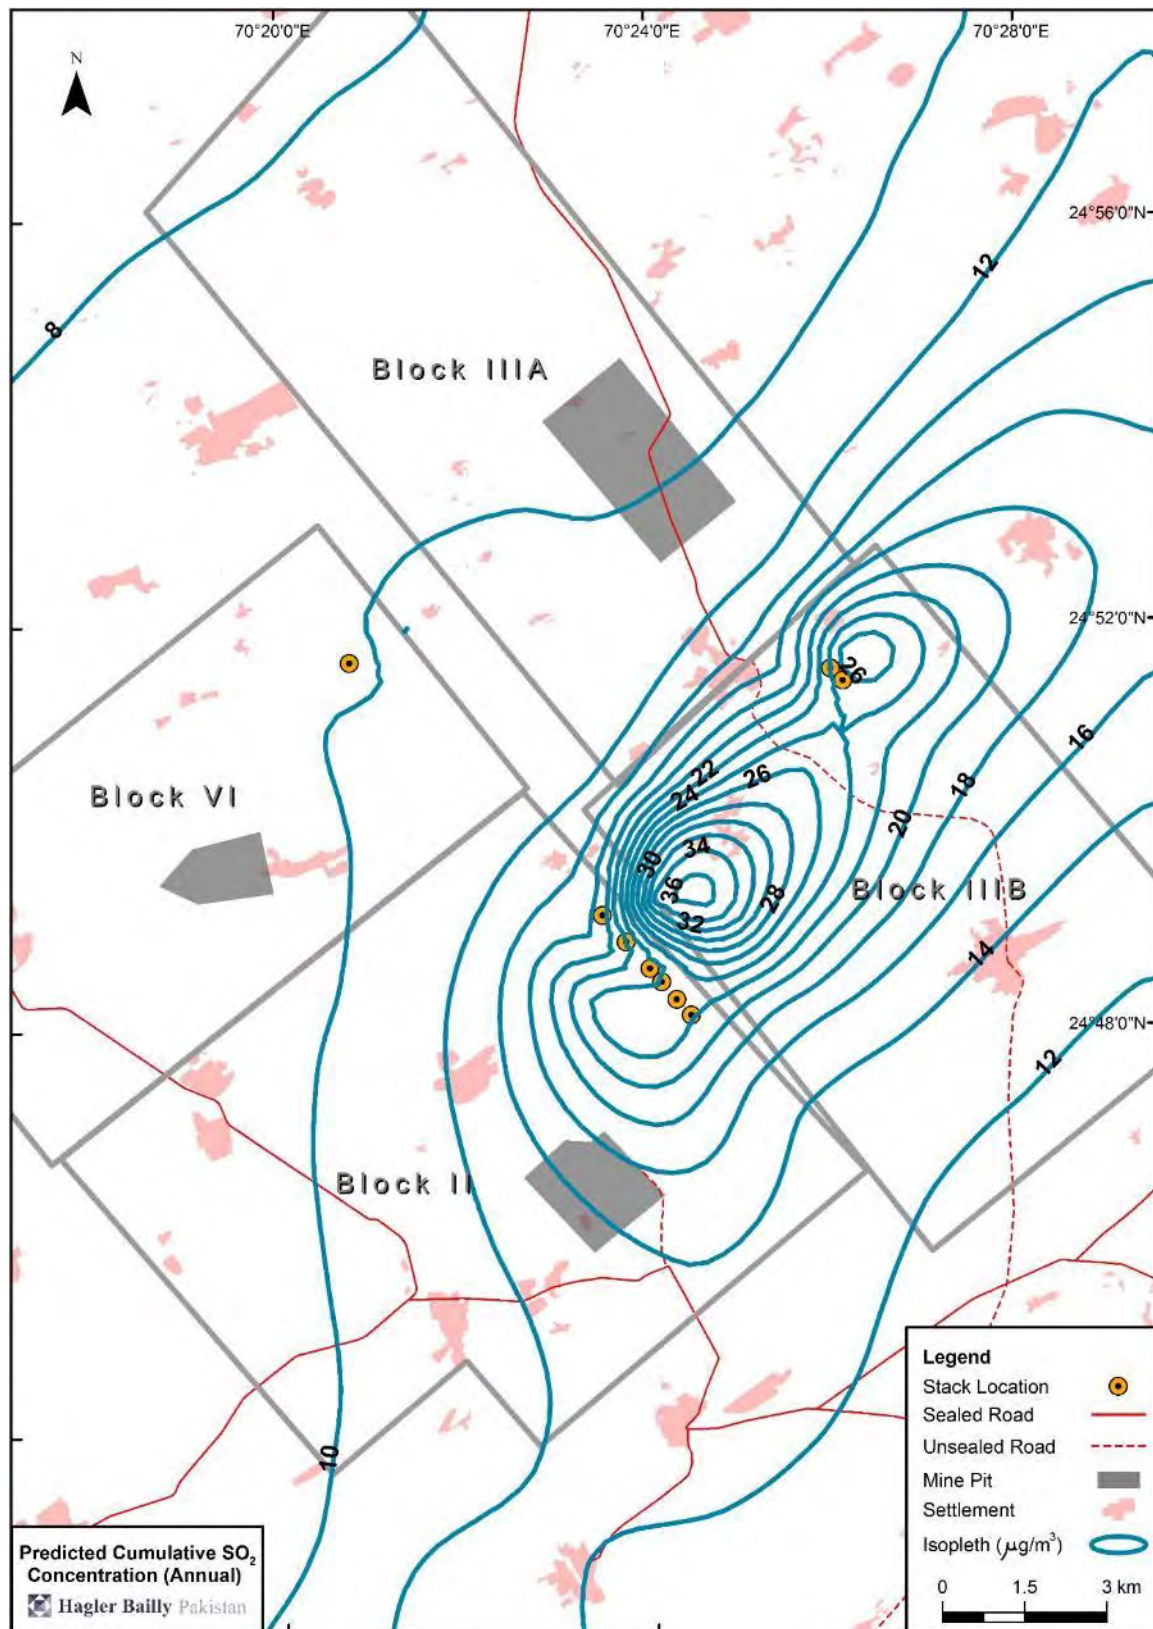 70°20'0"E
70°24'0"E
70°28'0"E
N
24°56'0"N
12
8
Block IIIA
24°52'0"N
26
16
22
26
24
18
Block VI
20
34
30
36
28
Block IIIB
32
14
24°48'0"N
12
Block II
10
Legend
Stack Location
Sealed Road
Unsealed Road
Mine Pit
Settlement
Isopleth (µg/m³)
0 1.5 3 km
Predicted Cumulative SO₂
Concentration (Annual)
Hagler Bailly Pakistan